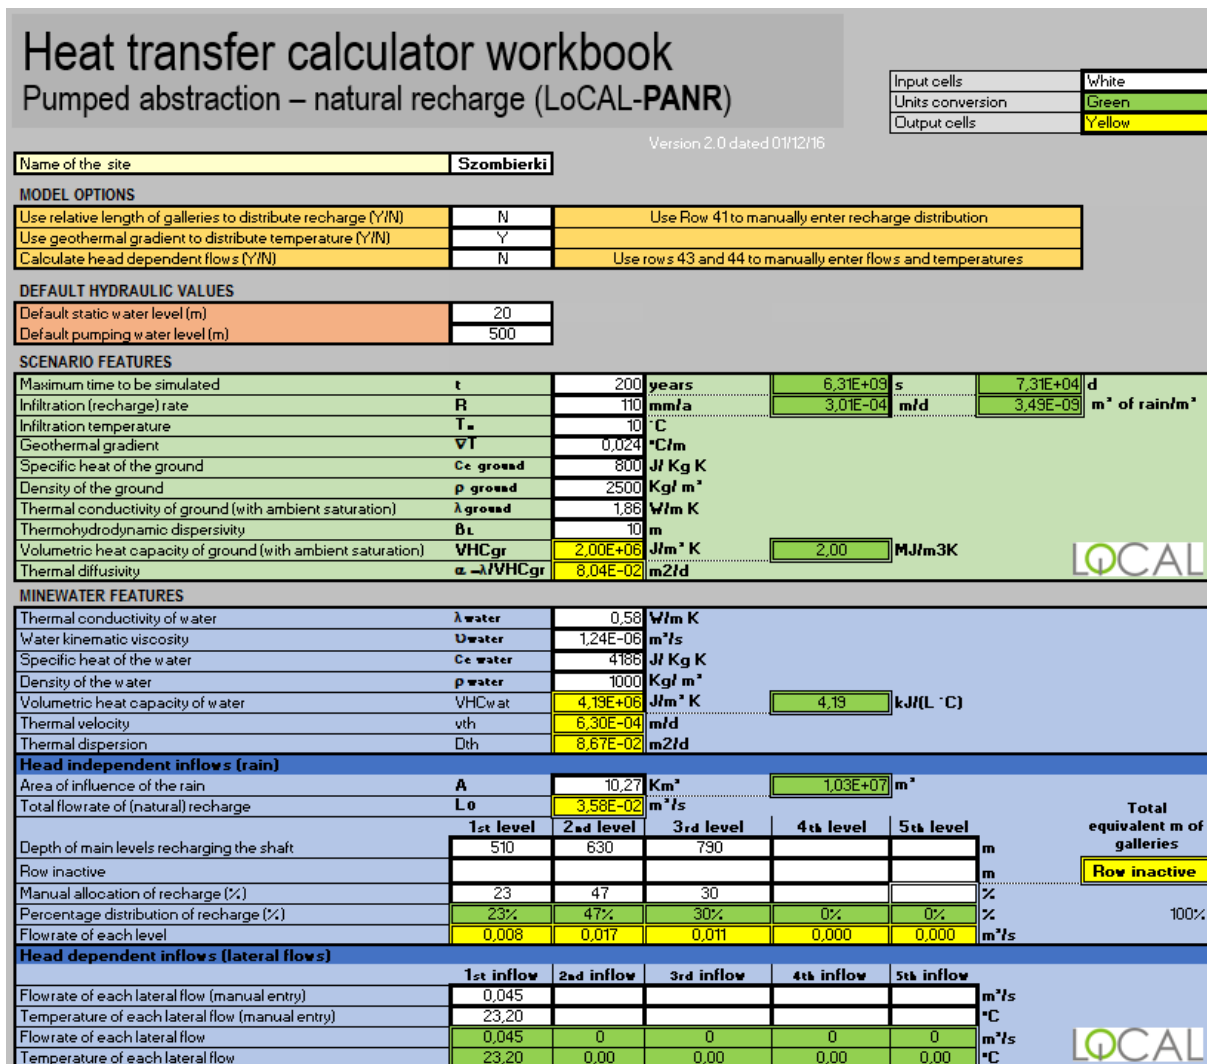 Heat transfer calculator workbook
Pumped abstraction – natural recharge (LoCAL-PANR)
Input cells White
Units conversion Green
Output cells Yellow
Version 2.0 dated 01/12/16
Name of the site Szombierki
MODEL OPTIONS
Use relative length of galleries to distribute recharge (Y/N) N Use Row 41 to manually enter recharge distribution
Use geothermal gradient to distribute temperature (Y/N) Y
Calculate head dependent flows (Y/N) N Use rows 43 and 44 to manually enter flows and temperatures
DEFAULT HYDRAULIC VALUES
Default static water level (m) 20
Default pumping water level (m) 500
SCENARIO FEATURES
Maximum time to be simulated t 200 years 6,31E+09 s 7,31E+04 d
Infiltration (recharge) rate R 110 mm/a 3,01E-04 m/d 3,49E-09 m³ of rain/m²
Infiltration temperature 10 °C
Geothermal gradient ∇T 0,024 °C/m
Specific heat of the ground Ce ground 800 J/ Kg K
Density of the ground ρ ground 2500 Kg/ m³
Thermal conductivity of ground (with ambient saturation) λ ground 1,86 W/m K
Thermohydrodynamic dispersivity βL 10 m
Volumetric heat capacity of ground (with ambient saturation) VHCgr 2,00E+06 J/m³ K 2,00 MJ/m3K
LoCAL
Thermal diffusivity α =λ/VHCgr 8,04E-02 m2/d
MINEWATER FEATURES
Thermal conductivity of water λ water 0,58 W/m K
Water kinematic viscosity υwater 1,24E-06 m²/s
Specific heat of the water Ce water 4186 J/ Kg K
Density of the water ρ water 1000 Kg/ m³
Volumetric heat capacity of water VHCwat 4,19E+06 J/m³ K 4,19 kJ/(L °C)
Thermal velocity vth 6,30E-04 m/d
Thermal dispersion Dth 8,67E-02 m2/d
Head independent inflows (rain)
Area of influence of the rain A 10,27 Km² 1,03E+07 m²
Total flowrate of (natural) recharge Lo 3,58E-02 m³/s
Total equivalent m of galleries
1st level 2nd level 3rd level 4th level 5th level
Depth of main levels recharging the shaft 510 630 790 m
Row inactive m Row inactive
Manual allocation of recharge (%) 23 47 30 %
Percentage distribution of recharge (%) 23% 47% 30% 0% 0% % 100%
Flowrate of each level 0,008 0,017 0,011 0,000 0,000 m³/s
Head dependent inflows (lateral flows)
1st inflow 2nd inflow 3rd inflow 4th inflow 5th inflow
Flowrate of each lateral flow (manual entry) 0,045 m³/s
Temperature of each lateral flow (manual entry) 23,20 °C
Flowrate of each lateral flow 0,045 0 0 0 0 m³/s
LoCAL
Temperature of each lateral flow 23,20 0,00 0,00 0,00 0,00 °C